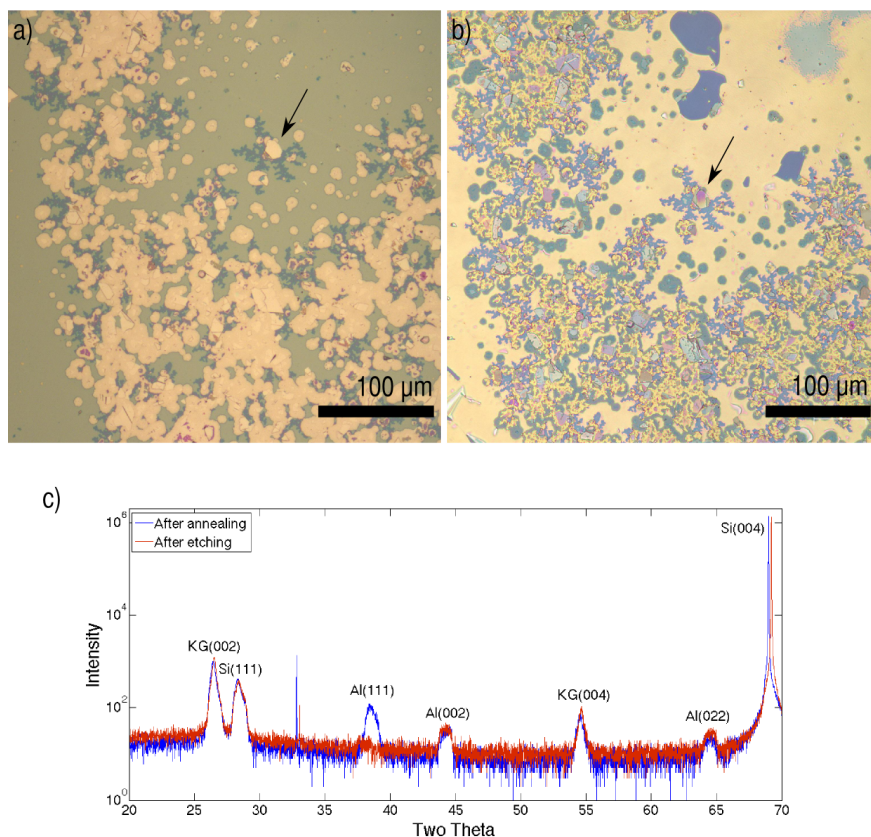 a)
b)
100 µm
100 µm
c)
After annealing
After etching
Si(004)
KG(002)
Si(111)
Al(111)
Al(002)
KG(004)
Al(022)
Intensity
10^6
10^4
10^2
10^0
20 25 30 35 40 45 50 55 60 65 70
Two Theta